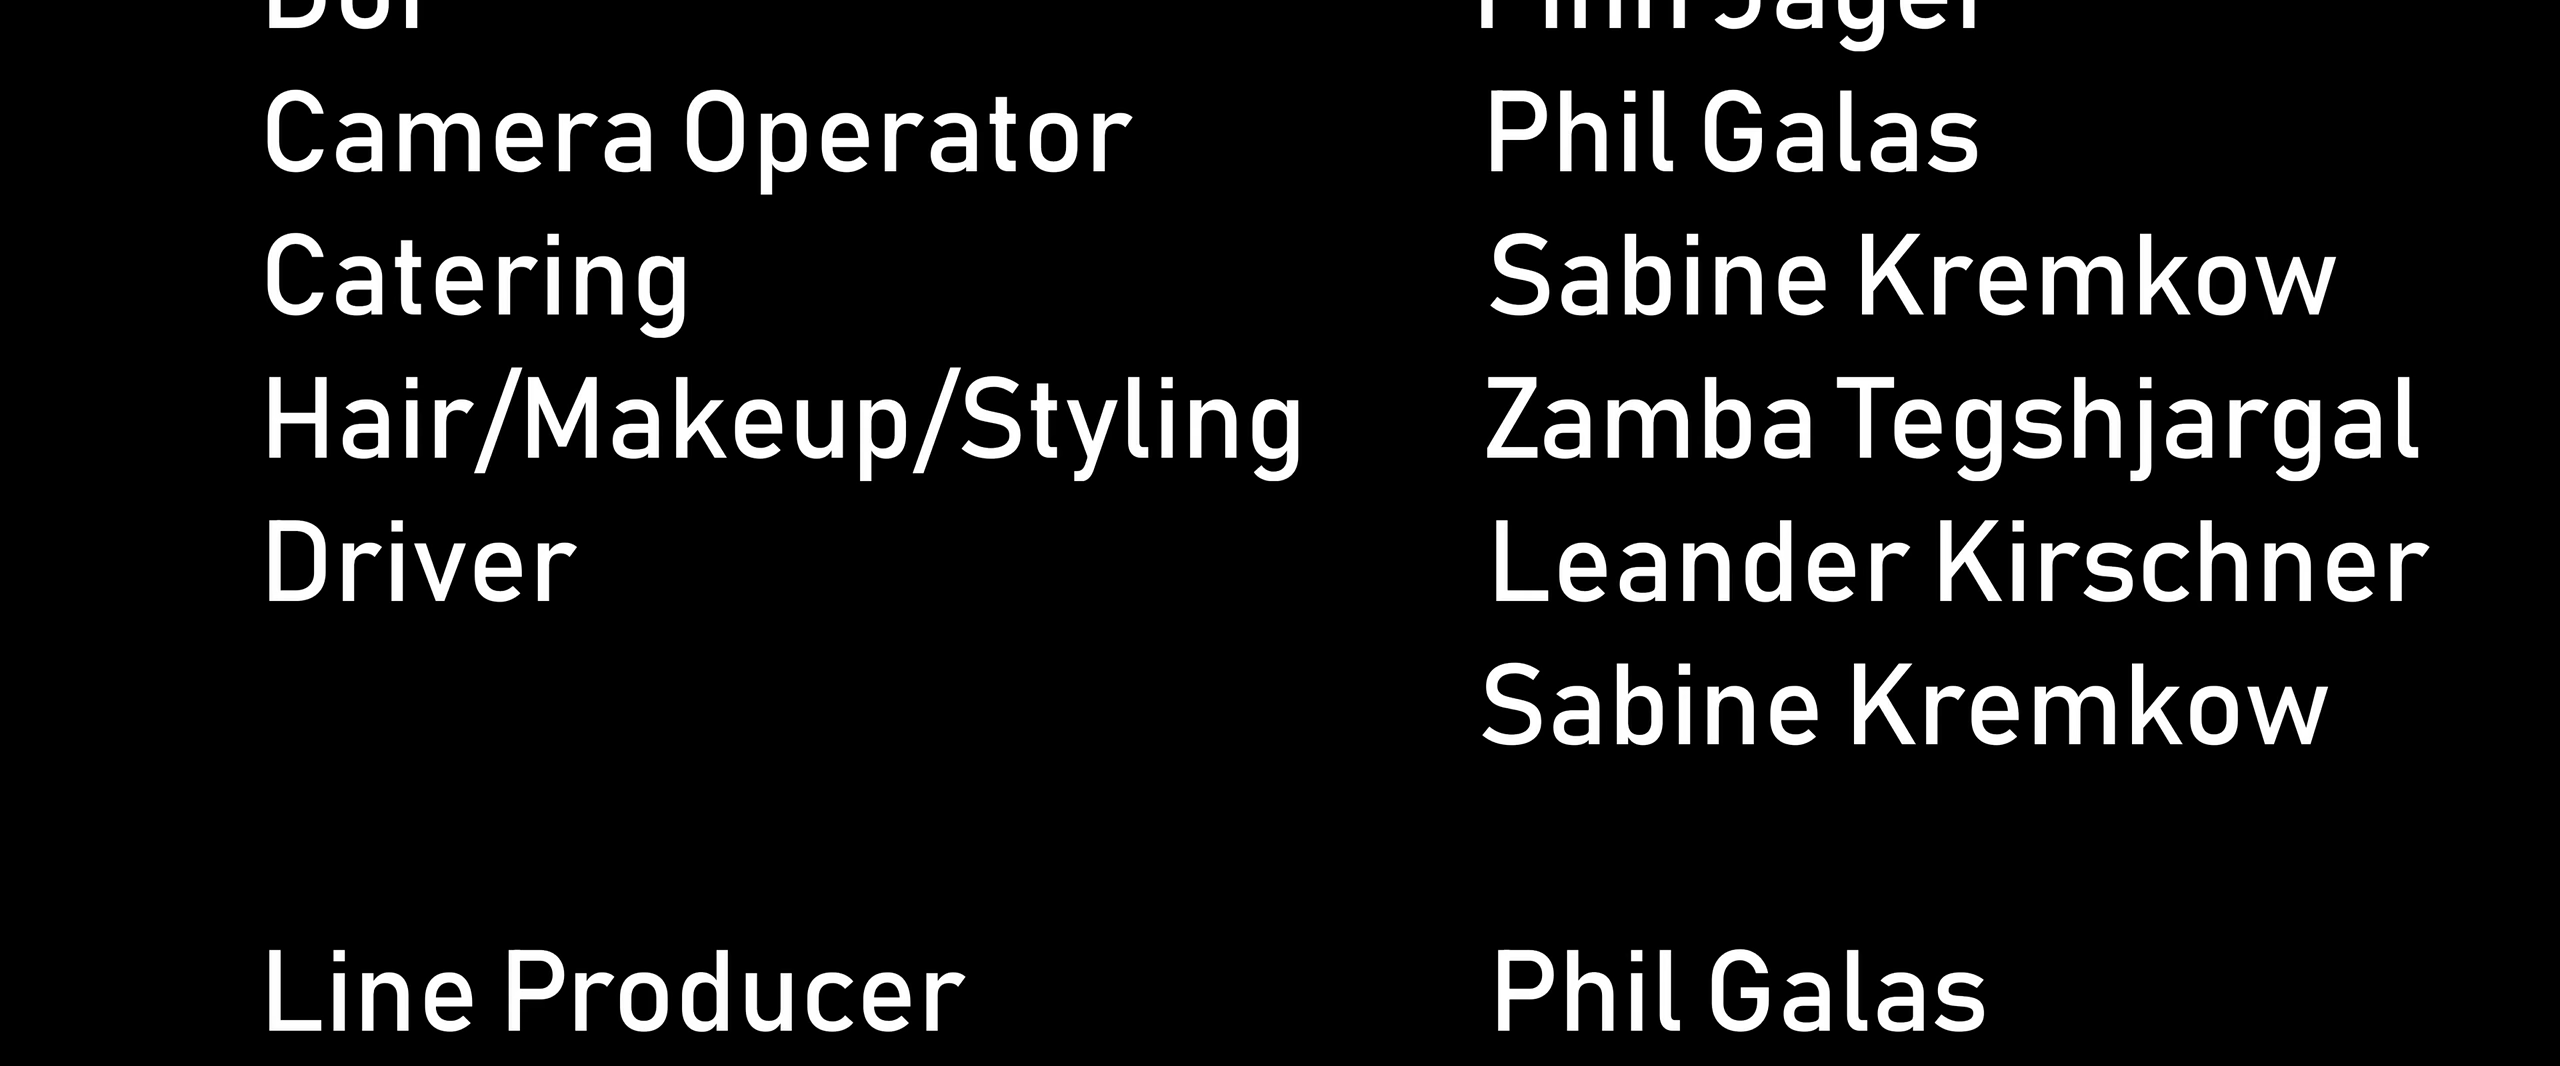 Camera Operator Phil Galas
Catering Sabine Kremkow
Hair/Makeup/Styling Zamba Tegshjargal
Driver Leander Kirschner
Sabine Kremkow
Line Producer Phil Galas